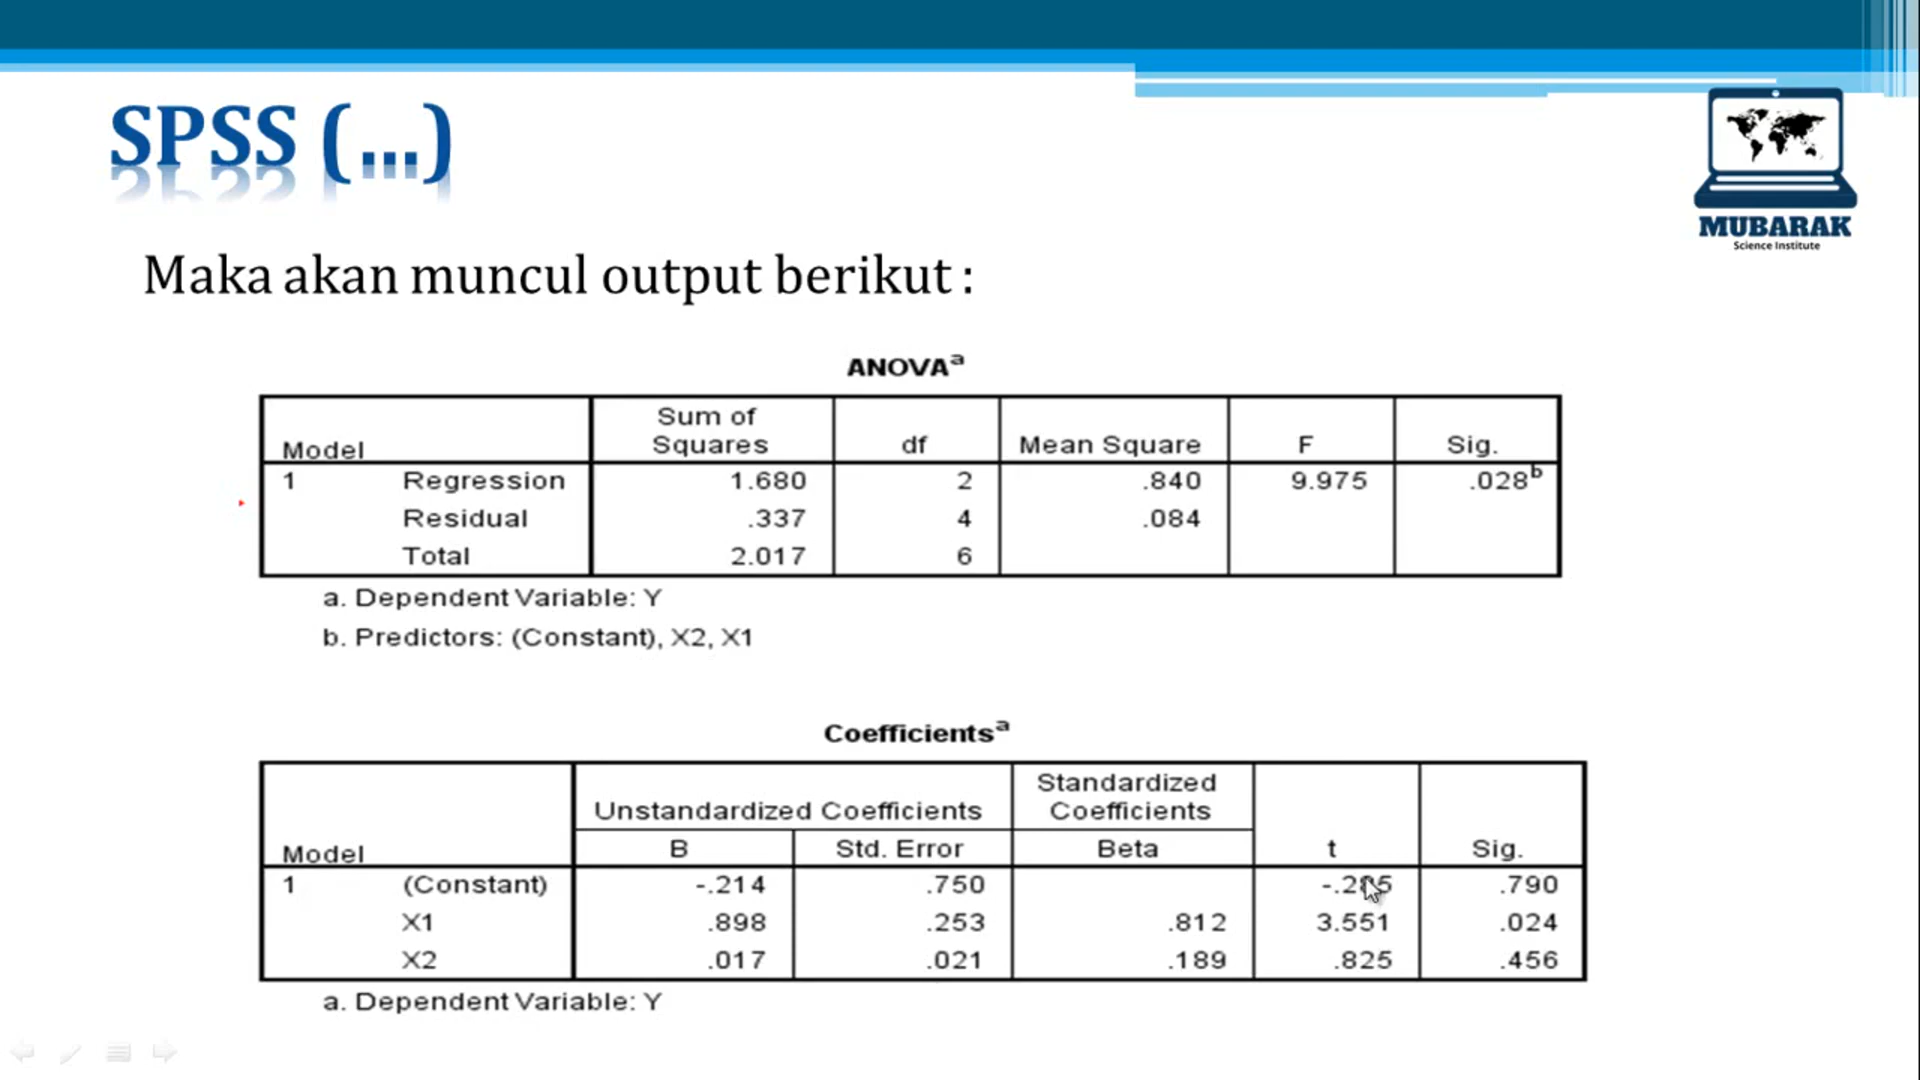 SPSS (...)
MUBARAK
Science Institute
Maka akan muncul output berikut :
ANOVAa
Model Sum of Squares df Mean Square F Sig.
1 Regression 1.680 2 .840 9.975 .028b
Residual .337 4 .084
Total 2.017 6
a. Dependent Variable: Y
b. Predictors: (Constant), X2, X1
Coefficientsa
Model Unstandardized Coefficients Standardized Coefficients t Sig.
B Std. Error Beta
1 (Constant) -.214 .750 .790
X1 .898 .253 .812 3.551 .024
X2 .017 .021 .189 .825 .456
a. Dependent Variable: Y